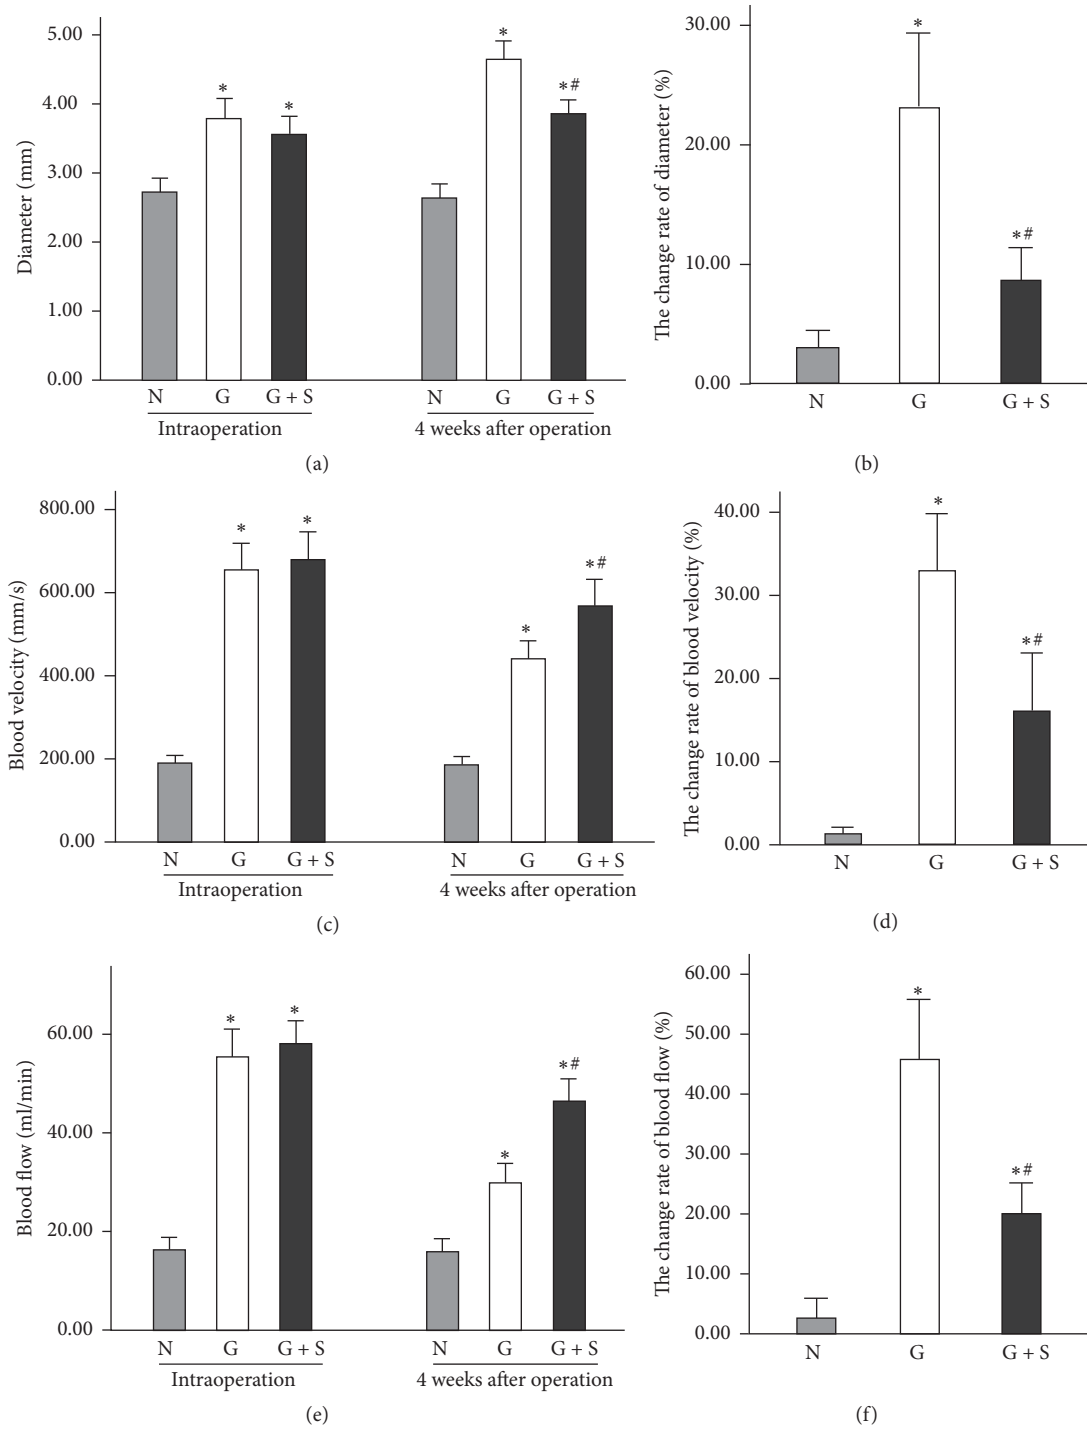 Diameter (mm)
5.00
4.00
3.00
2.00
1.00
0.00
*
*
*
*#
N G G + S N G G + S
Intraoperation 4 weeks after operation
(a)
The change rate of diameter (%)
30.00
20.00
10.00
0.00
*
*#
N G G + S
(b)
Blood velocity (mm/s)
800.00
600.00
400.00
200.00
0.00
*
*
*
*#
N G G + S N G G + S
Intraoperation 4 weeks after operation
(c)
The change rate of blood velocity (%)
40.00
30.00
20.00
10.00
0.00
*
*#
N G G + S
(d)
Blood flow (ml/min)
60.00
40.00
20.00
0.00
*
*
*
*#
N G G + S N G G + S
Intraoperation 4 weeks after operation
(e)
The change rate of blood flow (%)
60.00
50.00
40.00
30.00
20.00
10.00
0.00
*
*#
N G G + S
(f)